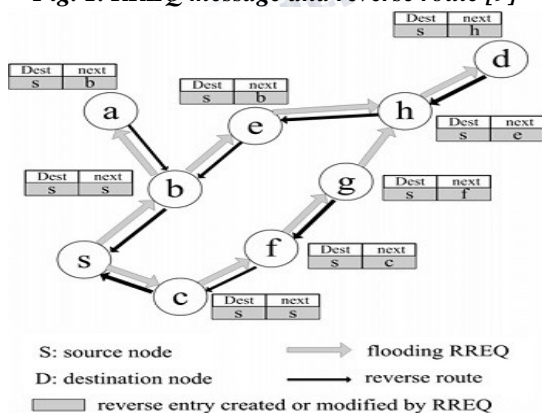 Fig. 1: RREQ message and reverse route [9]
Dest next
s h
d
Dest next
s b
a
Dest next
s b
e
h
Dest next
s e
Dest next
s s
b
g
Dest next
s f
s
f
Dest next
s c
c
Dest next
s s
S: source node
flooding RREQ
D: destination node
reverse route
reverse entry created or modified by RREQ